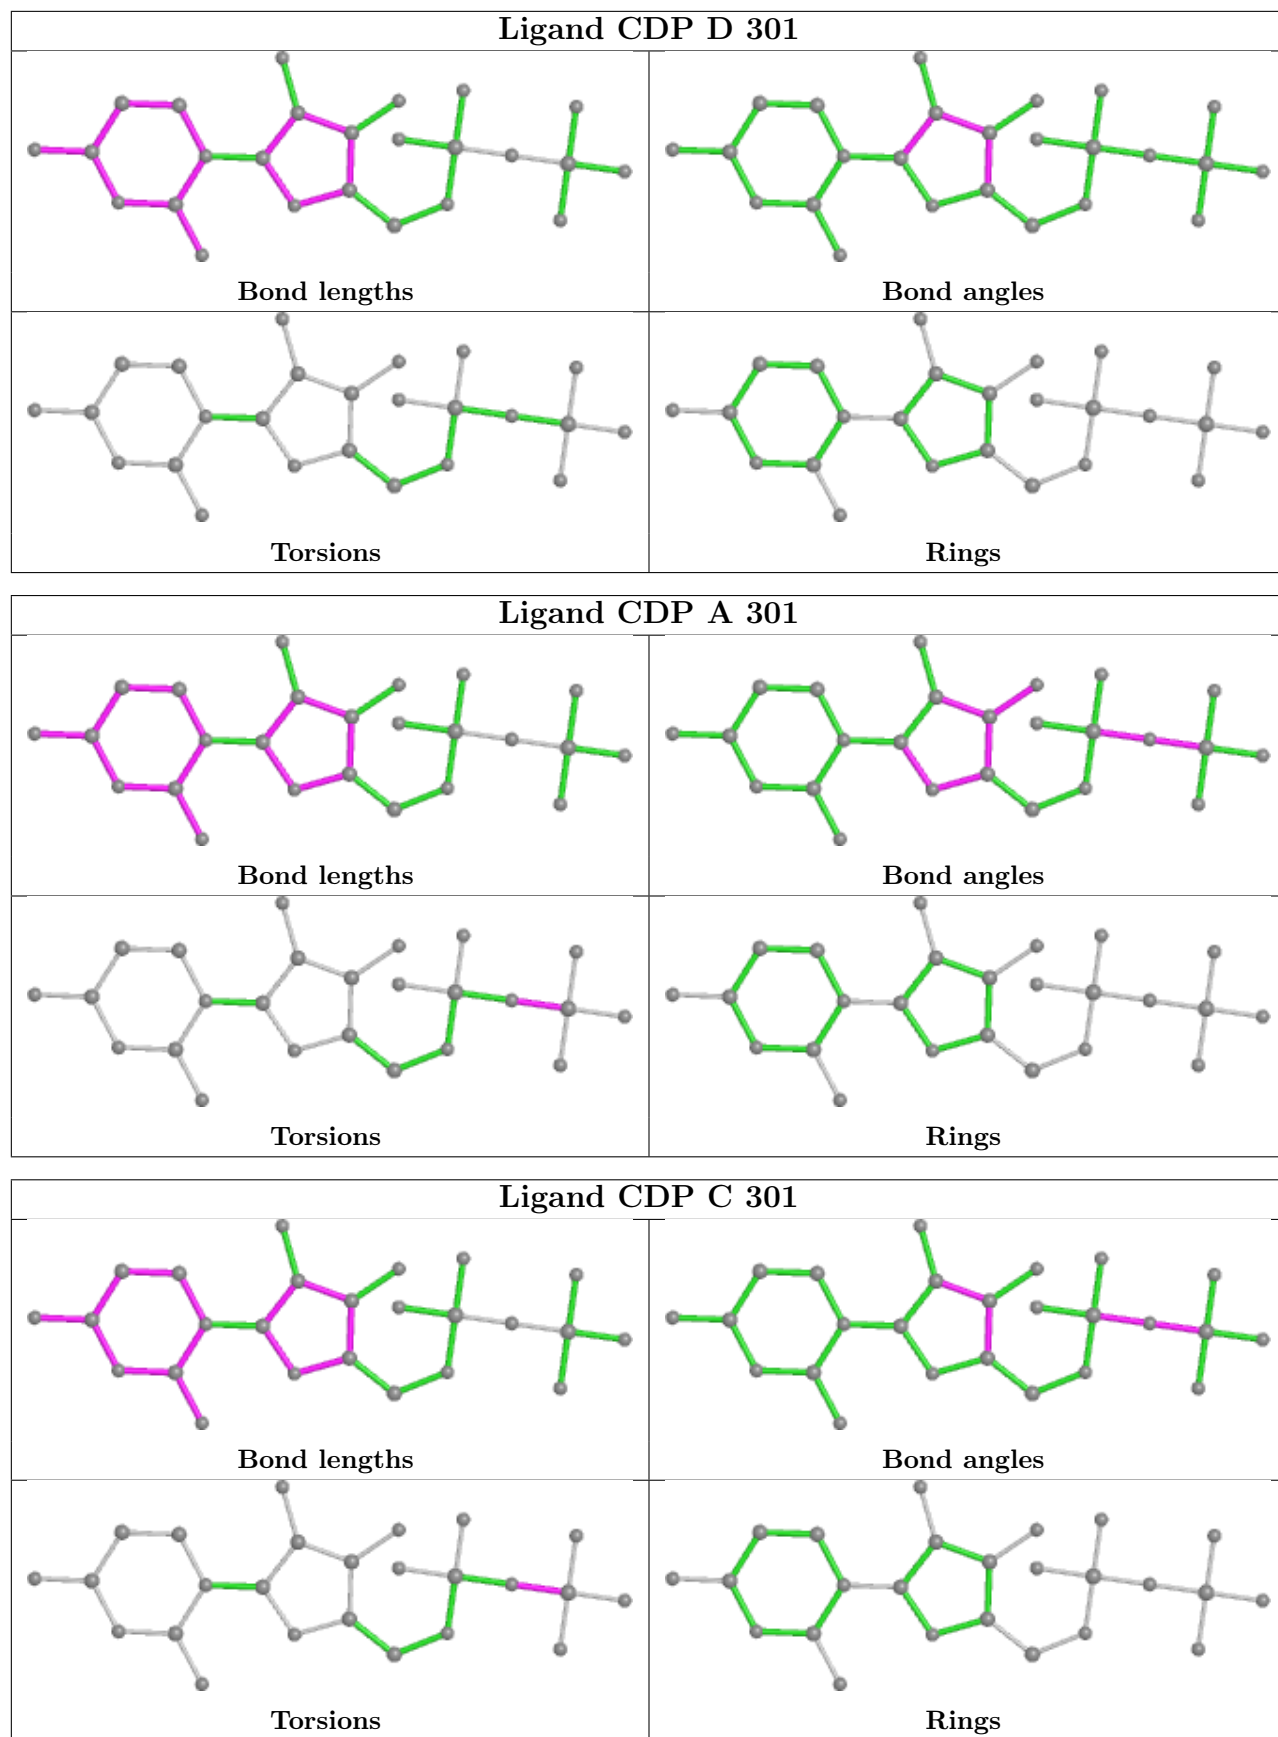 Ligand CDP D 301
Bond lengths
Bond angles
Torsions
Rings
Ligand CDP A 301
Bond lengths
Bond angles
Torsions
Rings
Ligand CDP C 301
Bond lengths
Bond angles
Torsions
Rings